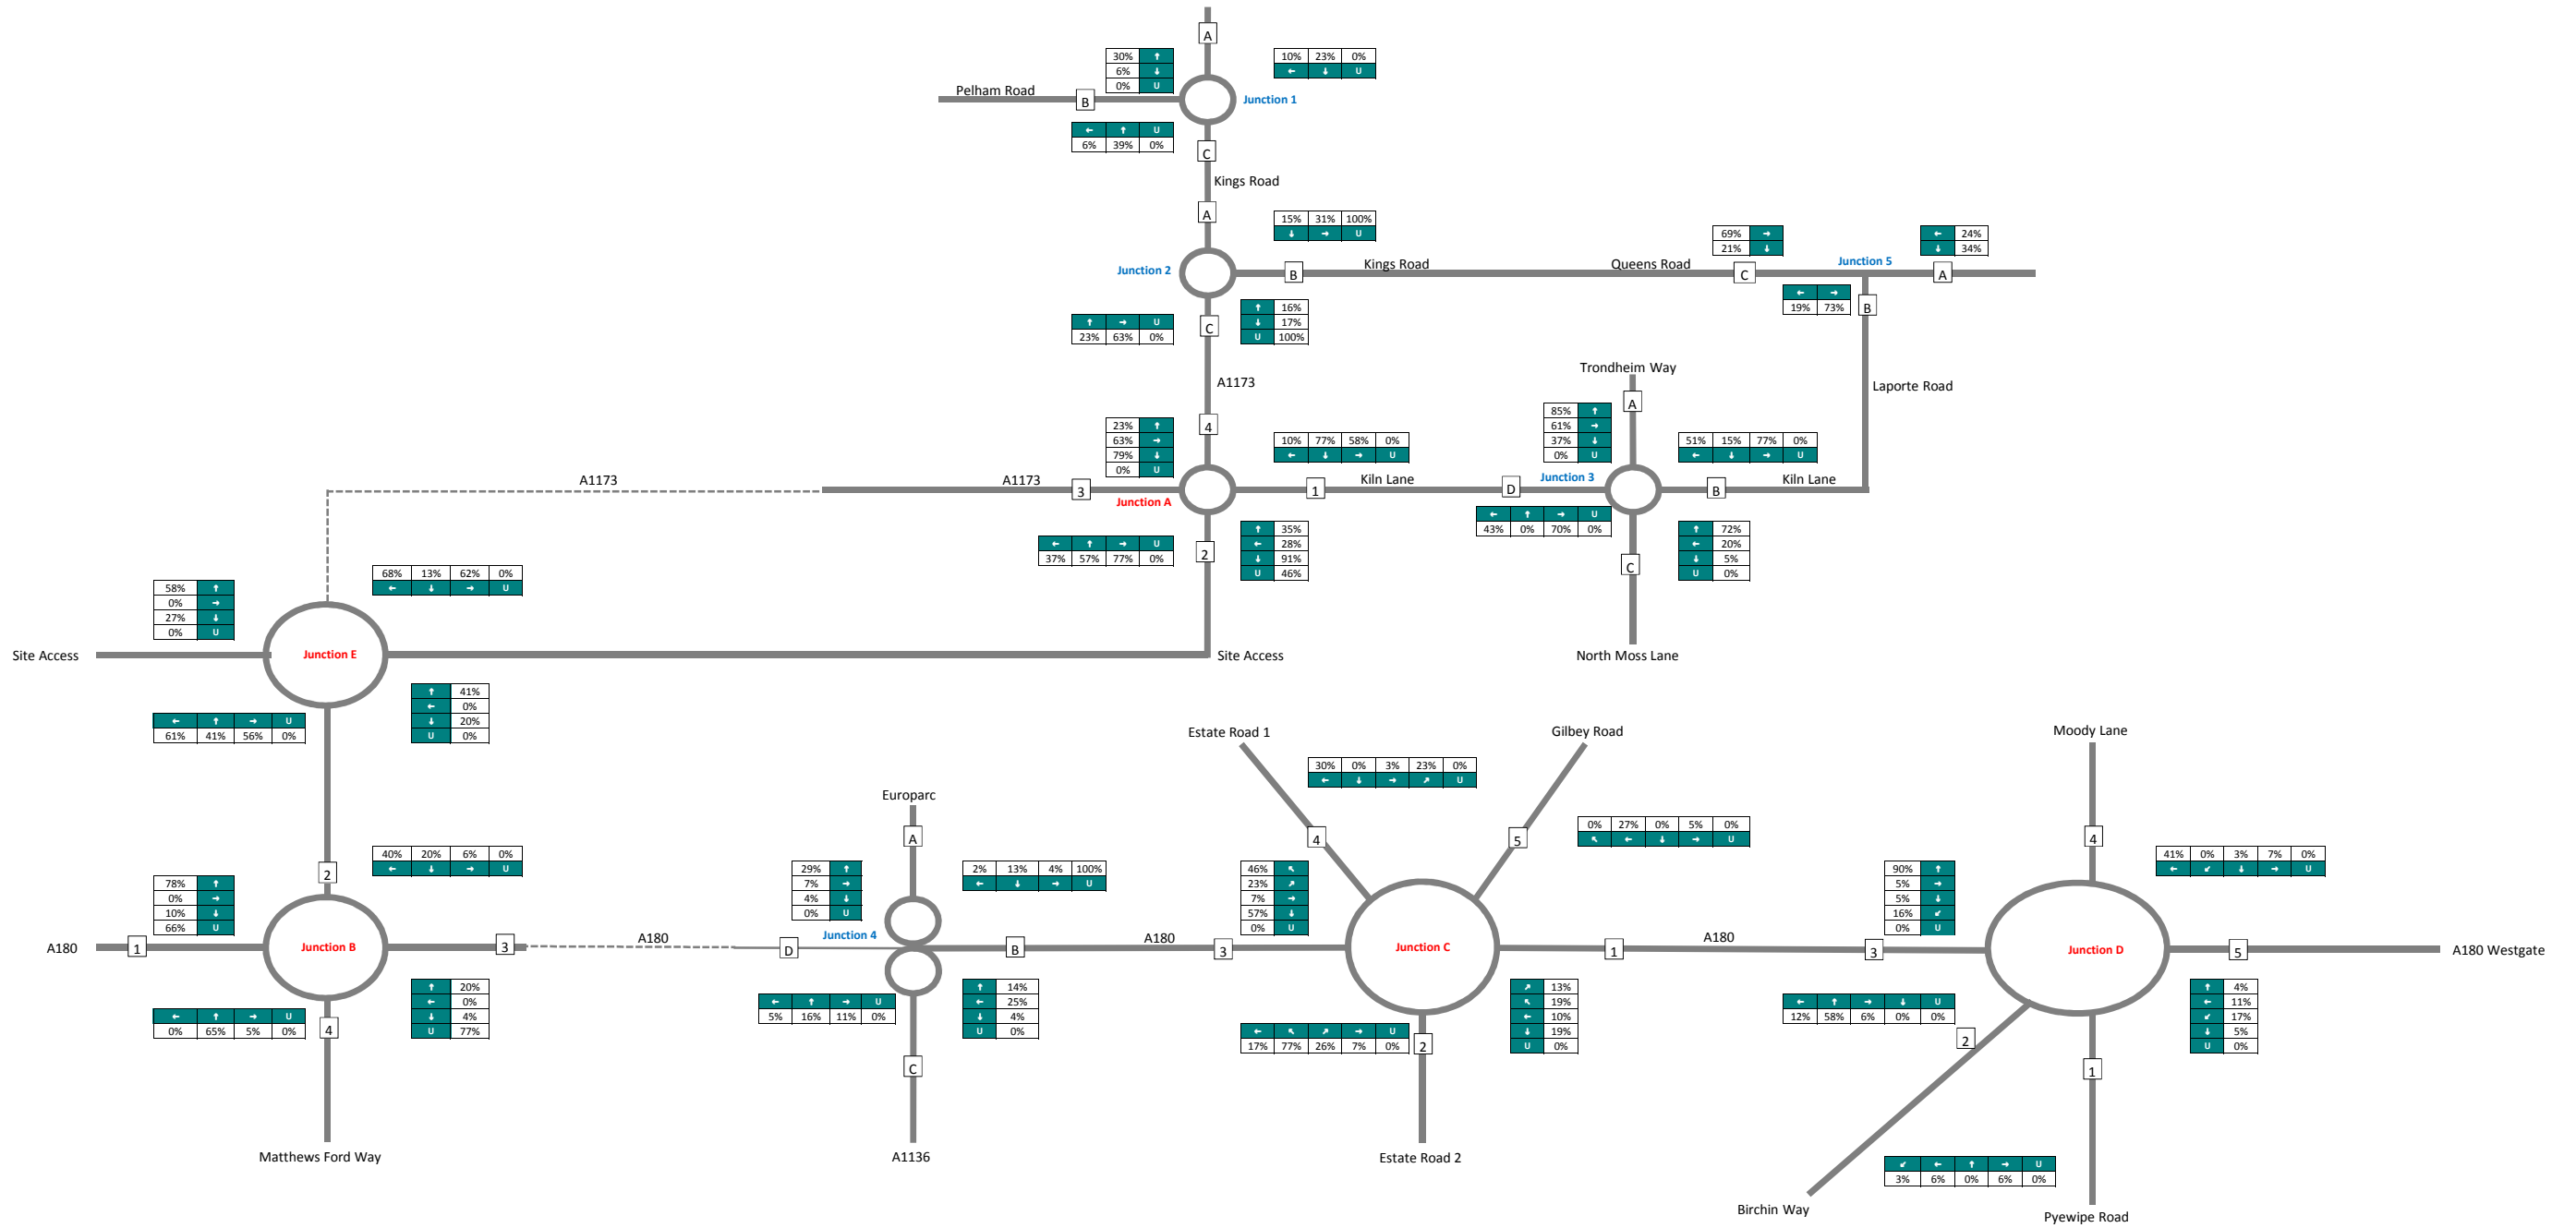 A
30% ↑
6% ↓
0% U
10% 23% 0%
← ↓ U
Pelham Road
B
Junction 1
← ↑ U
6% 39% 0%
C
Kings Road
A
15% 31% 100%
↓ → U
Junction 2
B
Kings Road
Queens Road
69% →
21% ↓
C
Junction 5
← 24%
↓ 34%
A
← →
19% 73%
B
↑ → U
23% 63% 0%
C
↑ 16%
↓ 17%
U 100%
A1173
Trondheim Way
Laporte Road
A
23% ↑
63% →
79% ↓
0% U
4
10% 77% 58% 0%
← ↓ → U
85% ↑
61% →
37% ↓
0% U
51% 15% 77% 0%
← ↓ → U
A1173
A1173
3
Junction A
1
Kiln Lane
D
Junction 3
B
Kiln Lane
← ↑ → U
37% 57% 77% 0%
2
↑ 35%
← 28%
↓ 91%
U 46%
← ↑ → U
43% 0% 70% 0%
C
↑ 72%
← 20%
↓ 5%
U 0%
58% ↑
0% →
27% ↓
0% U
68% 13% 62% 0%
← ↓ → U
Site Access
Junction E
Site Access
North Moss Lane
← ↑ → U
61% 41% 56% 0%
↑ 41%
← 0%
↓ 20%
U 0%
Estate Road 1
Gilbey Road
Moody Lane
30% 0% 3% 23% 0%
← ↓ → ↗ U
Europarc
A
4
5
0% 27% 0% 5% 0%
↖ ← ↓ → U
4
2
78% ↑
0% →
10% ↓
66% U
40% 20% 6% 0%
← ↓ → U
29% ↑
7% →
4% ↓
0% U
2% 13% 4% 100%
← ↓ → U
46% ↖
23% ↗
7% →
57% ↓
0% U
90% ↑
5% →
5% ↓
16% ↙
0% U
41% 0% 3% 7% 0%
← ↙ ↓ → U
A180
1
Junction B
3
A180
D
Junction 4
B
A180
3
Junction C
1
A180
3
Junction D
5
A180 Westgate
← ↑ → U
0% 65% 5% 0%
4
↑ 20%
← 0%
↓ 4%
U 77%
← ↑ → U
5% 16% 11% 0%
C
↑ 14%
← 25%
↓ 4%
U 0%
← ↖ ↗ → U
17% 77% 26% 7% 0%
2
↗ 13%
↖ 19%
← 10%
↓ 19%
U 0%
← ↑ → ↓ U
12% 58% 6% 0% 0%
2
1
↑ 4%
← 11%
↙ 17%
↓ 5%
U 0%
Matthews Ford Way
A1136
Estate Road 2
↙ ← ↑ → U
3% 6% 0% 6% 0%
Birchin Way
Pyewipe Road